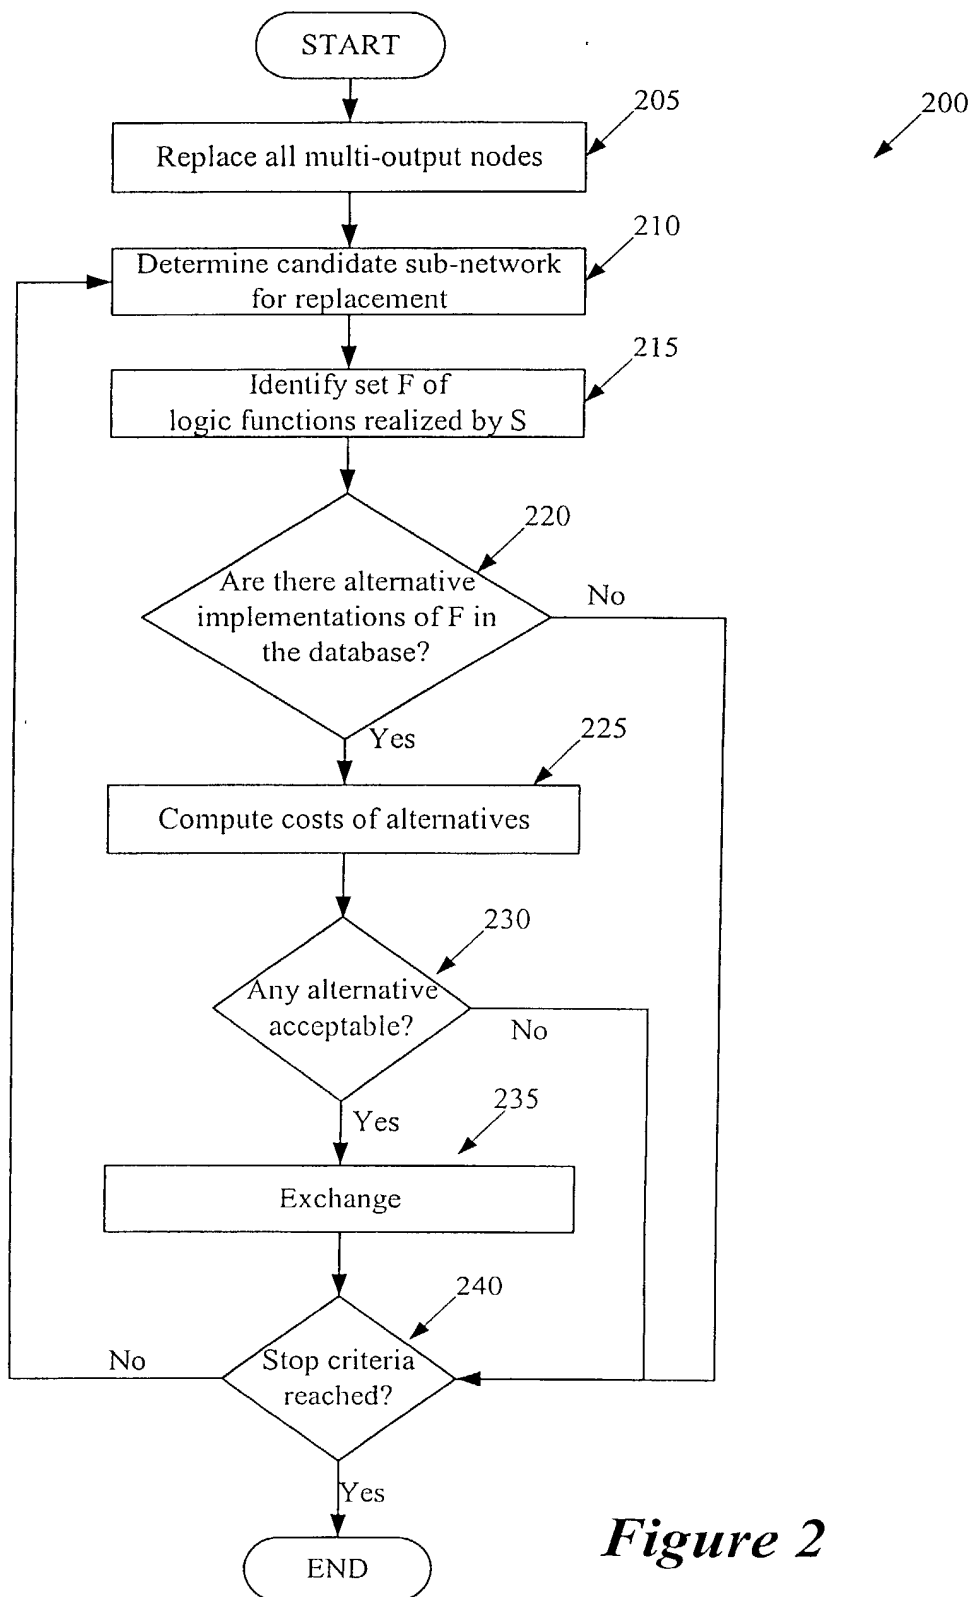 START
205
200
Replace all multi-output nodes
210
Determine candidate sub-network
for replacement
215
Identify set F of
logic functions realized by S
220
Are there alternative
implementations of F in
the database?
No
Yes
225
Compute costs of alternatives
230
Any alternative
acceptable?
No
Yes
235
Exchange
240
Stop criteria
reached?
No
Yes
END
Figure 2